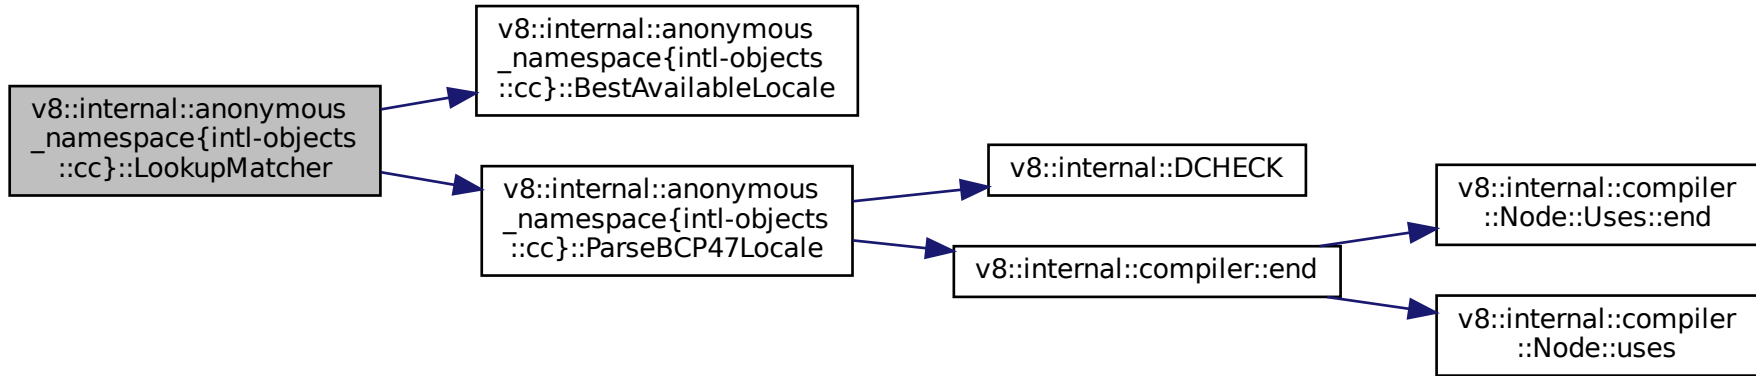 v8::internal::anonymous
_namespace{intl-objects
::cc}::LookupMatcher
v8::internal::anonymous
_namespace{intl-objects
::cc}::BestAvailableLocale
v8::internal::anonymous
_namespace{intl-objects
::cc}::ParseBCP47Locale
v8::internal::DCHECK
v8::internal::compiler::end
v8::internal::compiler
::Node::Uses::end
v8::internal::compiler
::Node::uses